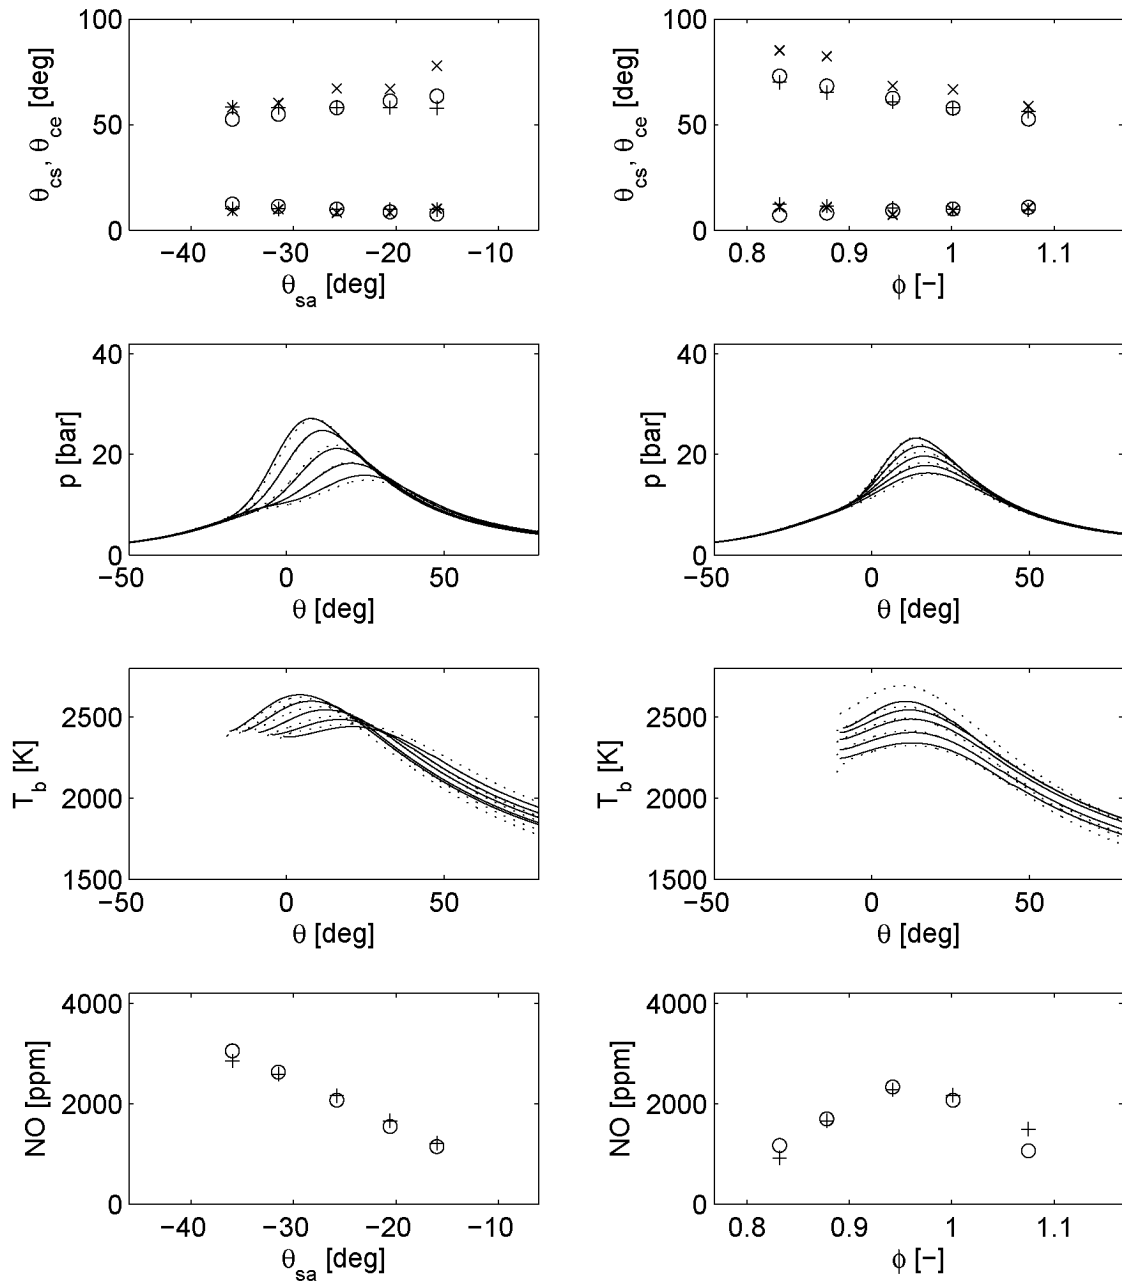 100
50
0
θcs, θce [deg]
−40 −30 −20 −10
θsa [deg]
100
50
0
θcs, θce [deg]
0.8 0.9 1 1.1
ϕ [−]
40
20
0
p [bar]
−50 0 50
θ [deg]
40
20
0
p [bar]
−50 0 50
θ [deg]
2500
2000
1500
Tb [K]
−50 0 50
θ [deg]
2500
2000
1500
Tb [K]
−50 0 50
θ [deg]
4000
2000
0
NO [ppm]
−40 −30 −20 −10
θsa [deg]
4000
2000
0
NO [ppm]
0.8 0.9 1 1.1
ϕ [−]